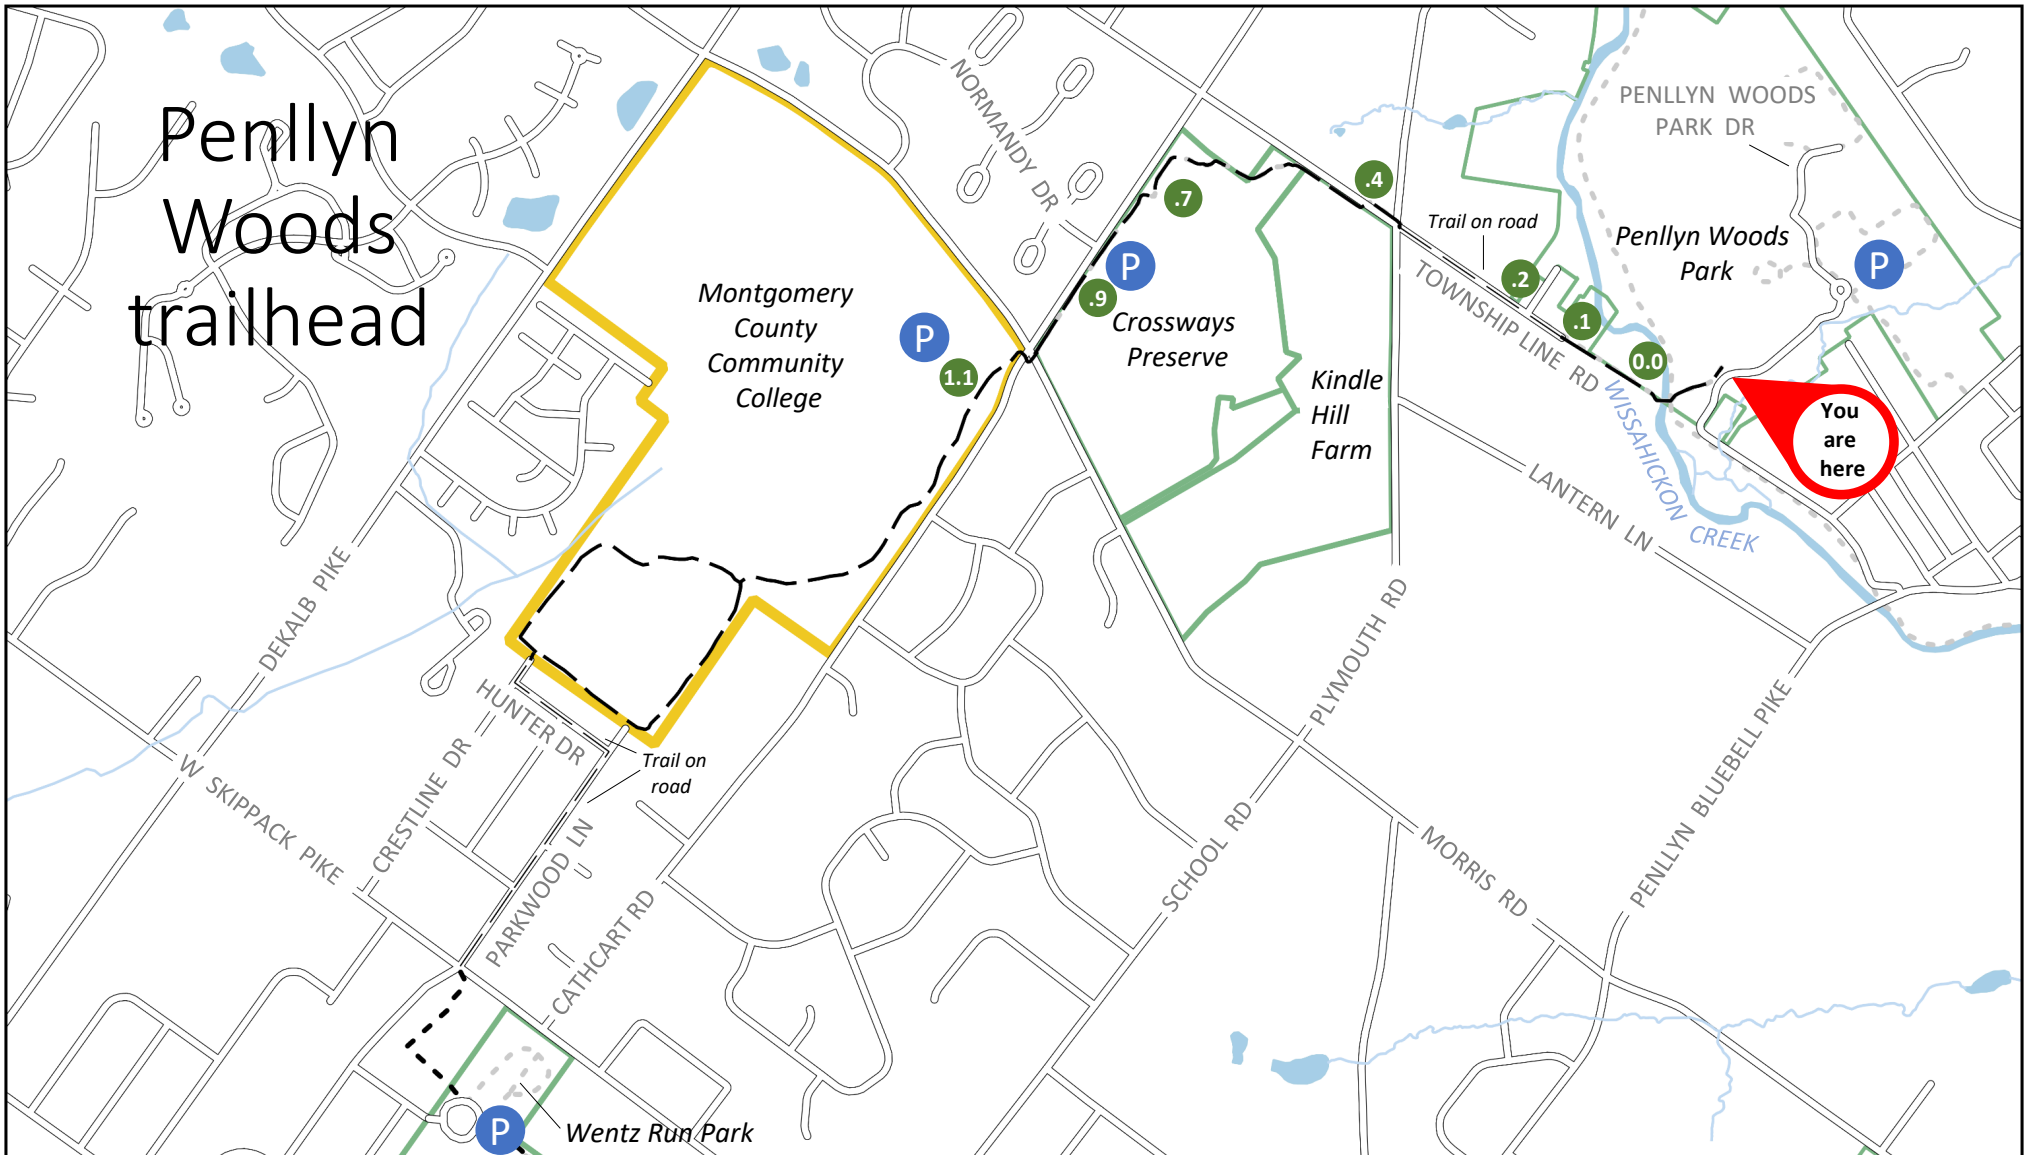 Penllyn
Woods
trailhead
NORMANDY DR
PENLLYN WOODS
PARK DR
.4
.7
Trail on road
Penllyn Woods
Park
P
P
.9
.2
TOWNSHIP LINE RD
.1
0.0
Montgomery
County
Community
College
P
1.1
Crossways
Preserve
Kindle
Hill
Farm
You
are
here
WISSAHICKON CREEK
LANTERN LN
DEKALB PIKE
PLYMOUTH RD
HUNTER DR
Trail on
road
CRESTLINE DR
W SKIPPACK PIKE
PARKWOOD LN
CATHCART RD
SCHOOL RD
MORRIS RD
PENLLYN BLUEBELL PIKE
P
Wentz Run Park